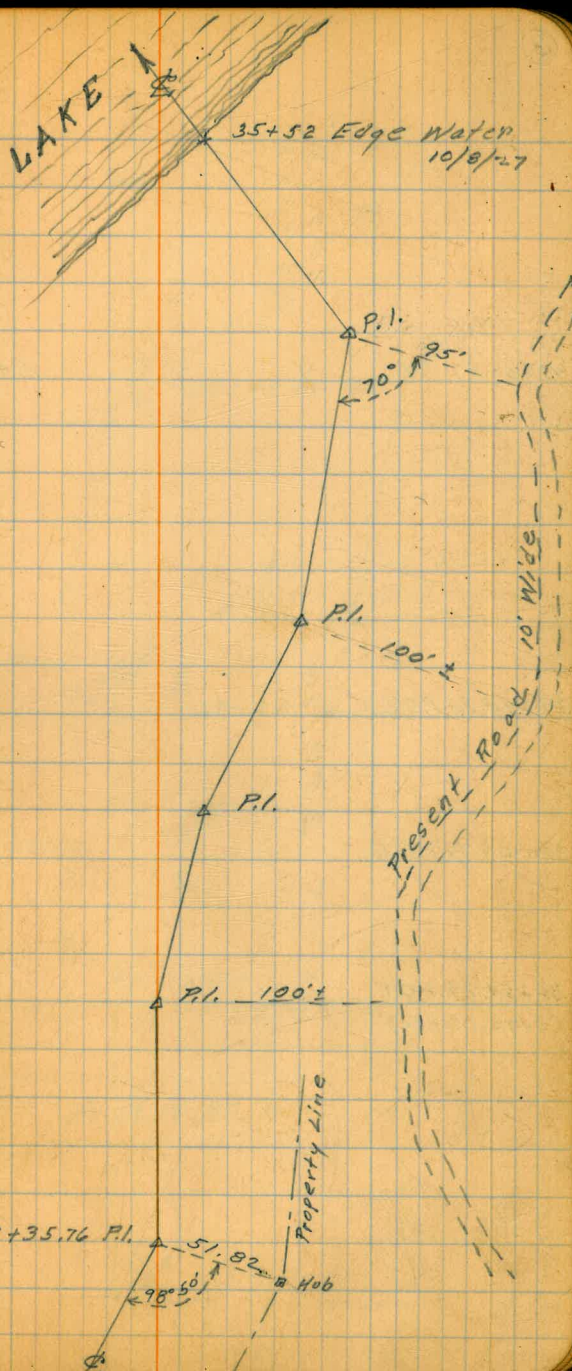 LAKE
℄
35+52 Edge Water
10/8/27
P.I.
95'
70°
P.I.
100' ±
10' Wide
Present Road
P.I.
P.I. 100'±
Property Line
+35.76 P.I.
51.82
98°50'
Hub
℄